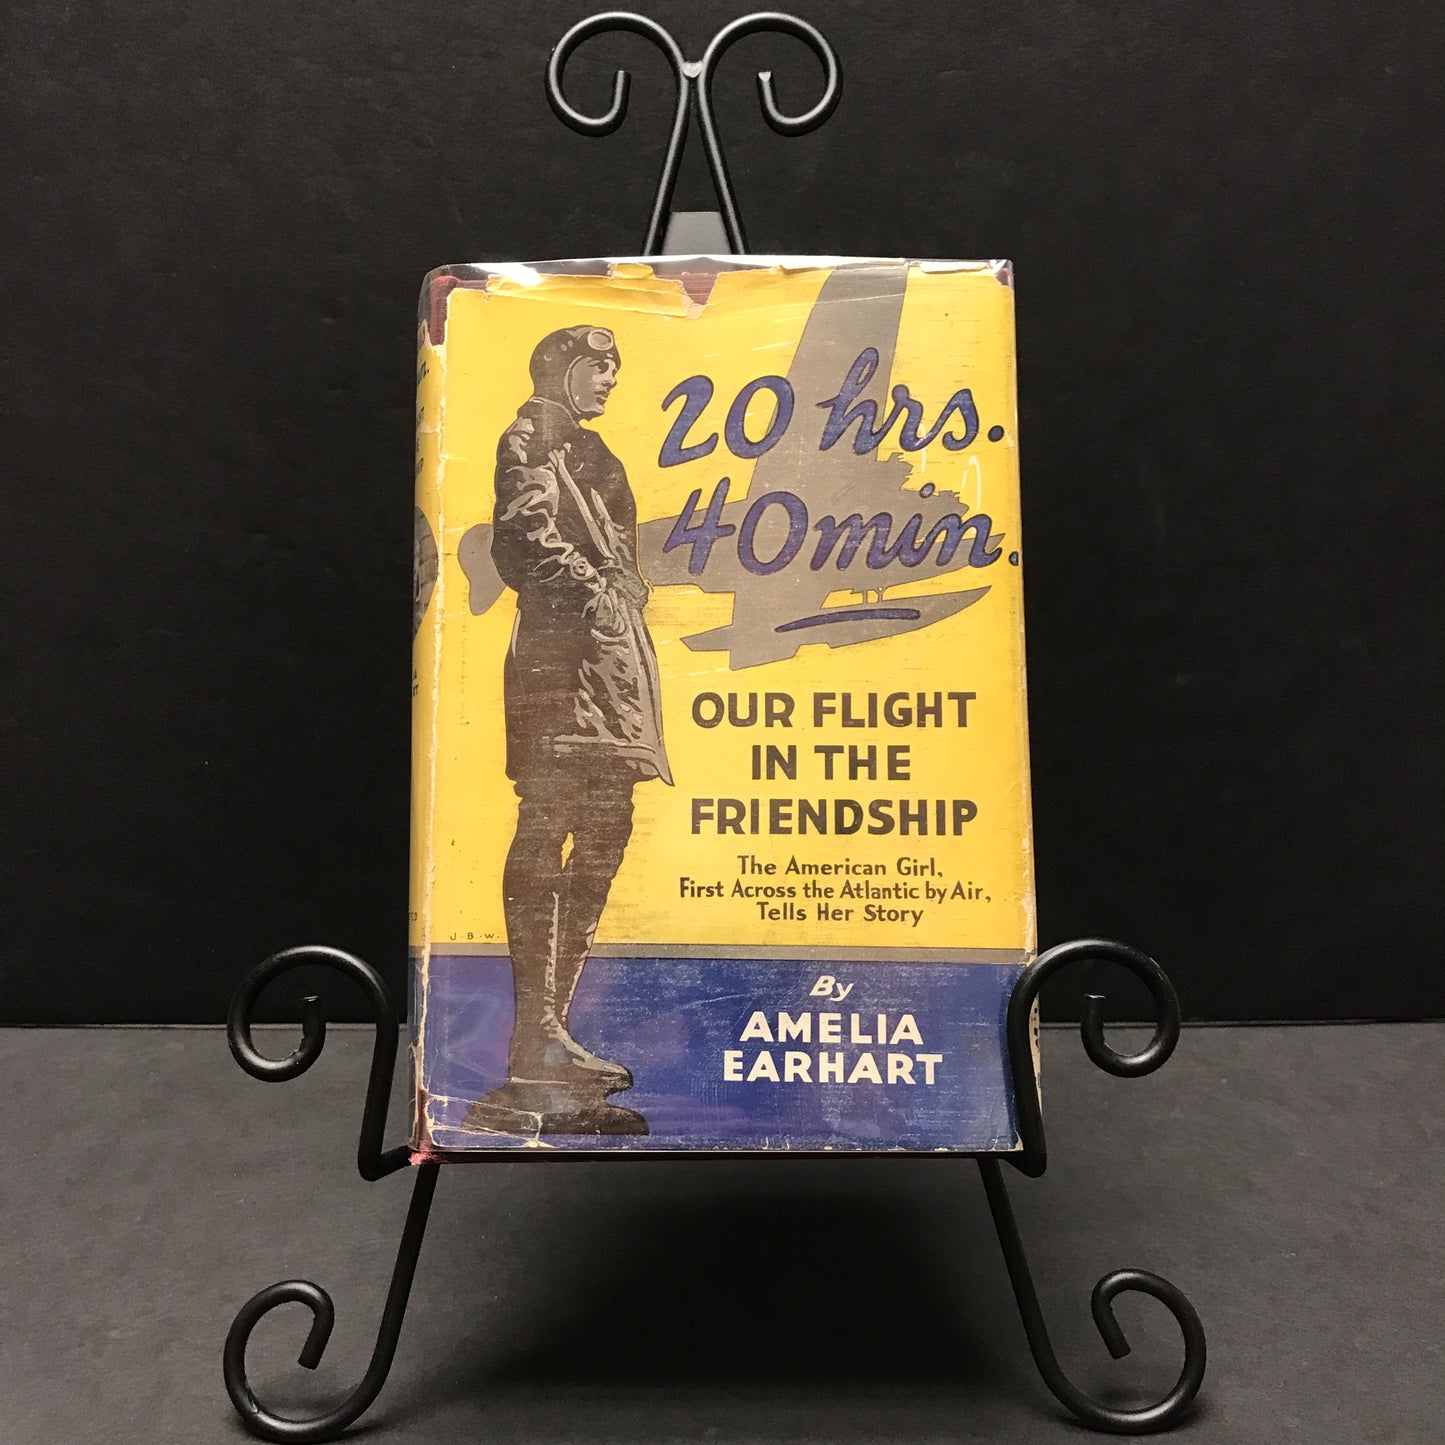 20 hrs.
40 min.
OUR FLIGHT
IN THE
FRIENDSHIP
The American Girl,
First Across the Atlantic by Air,
Tells Her Story
J.B.W.
By
AMELIA
EARHART